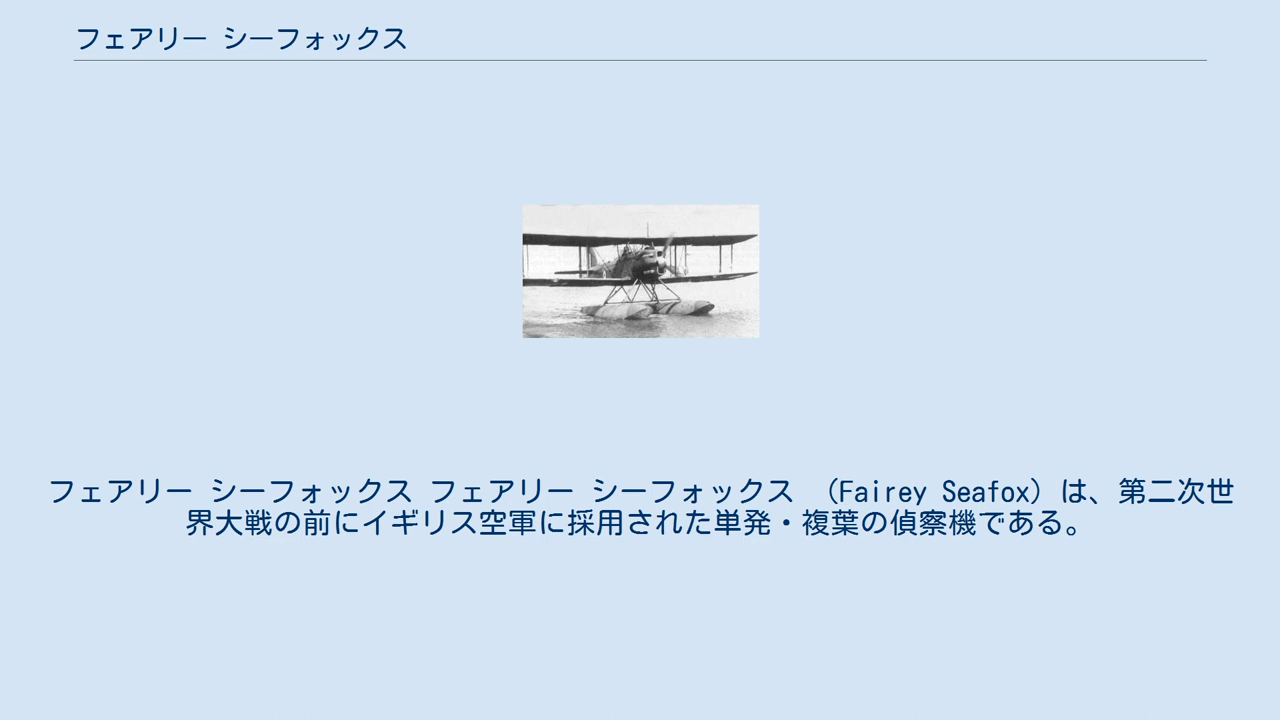 フェアリー シーフォックス
フェアリー シーフォックス フェアリー シーフォックス （Fairey Seafox）は、第二次世
界大戦の前にイギリス空軍に採用された単発・複葉の偵察機である。